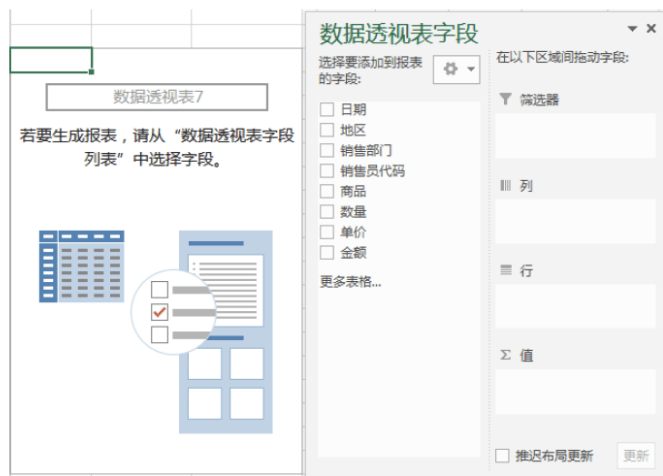 数据透视表7
若要生成报表，请从“数据透视表字段
列表”中选择字段。
数据透视表字段
选择要添加到报表
的字段:
日期
地区
销售部门
销售员代码
商品
数量
单价
金额
更多表格...
在以下区域间拖动字段:
筛选器
列
行
Σ 值
推迟布局更新
更新